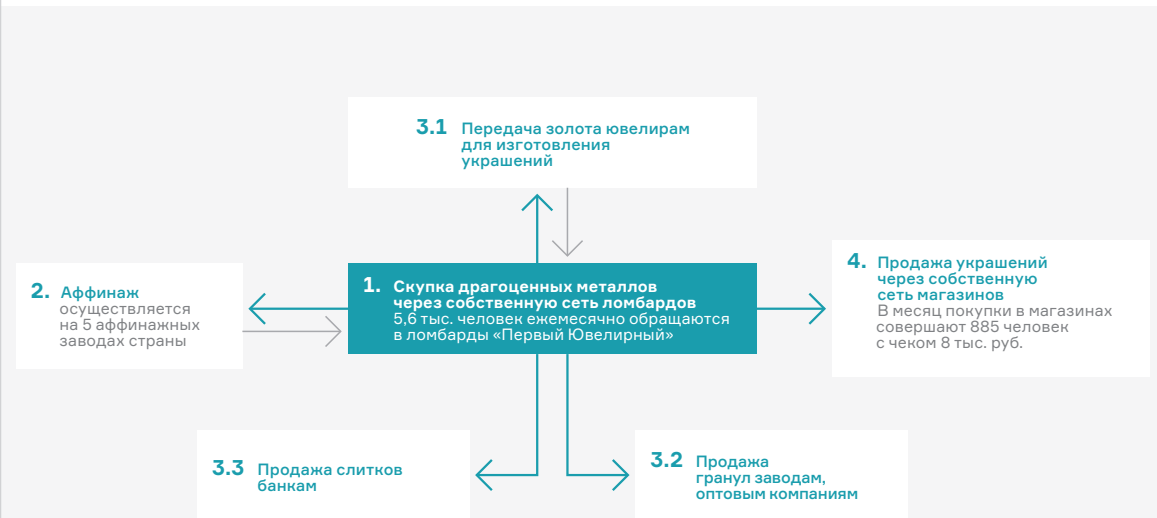 3.1 Передача золота ювелирам
для изготовления
украшений
1. Скупка драгоценных металлов
через собственную сеть ломбардов
5,6 тыс. человек ежемесячно обращаются
в ломбарды «Первый Ювелирный»
2. Аффинаж
осуществляется
на 5 аффинажных
заводах страны
4. Продажа украшений
через собственную
сеть магазинов
В месяц покупки в магазинах
совершают 885 человек
с чеком 8 тыс. руб.
3.3 Продажа слитков
банкам
3.2 Продажа
гранул заводам,
оптовым компаниям